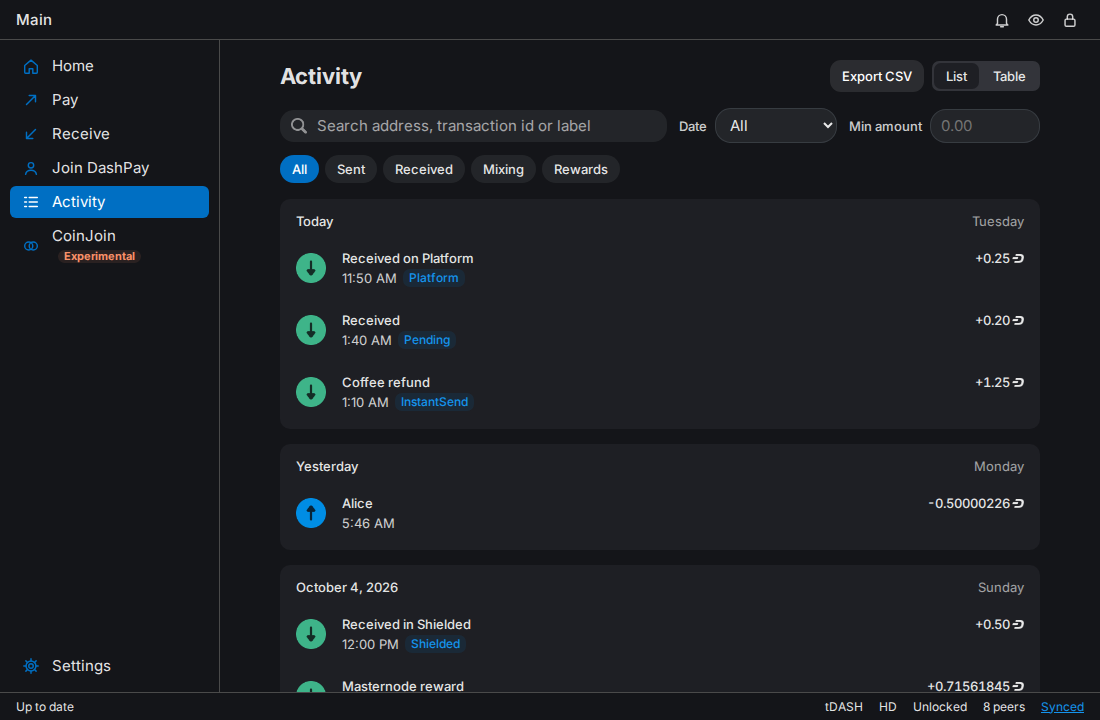 Main
Home
Pay
Receive
Join DashPay
Activity
CoinJoin
Experimental
Settings
Activity
Export CSV
List
Table
Search address, transaction id or label
Date
All
Min amount
0.00
All
Sent
Received
Mixing
Rewards
Today
Tuesday
Received on Platform
+0.25
11:50 AM
Platform
Received
+0.20
1:40 AM
Pending
Coffee refund
+1.25
1:10 AM
InstantSend
Yesterday
Monday
Alice
-0.50000226
5:46 AM
October 4, 2026
Sunday
Received in Shielded
+0.50
12:00 PM
Shielded
Masternode reward
+0.71561845
Up to date
tDASH
HD
Unlocked
8 peers
Synced